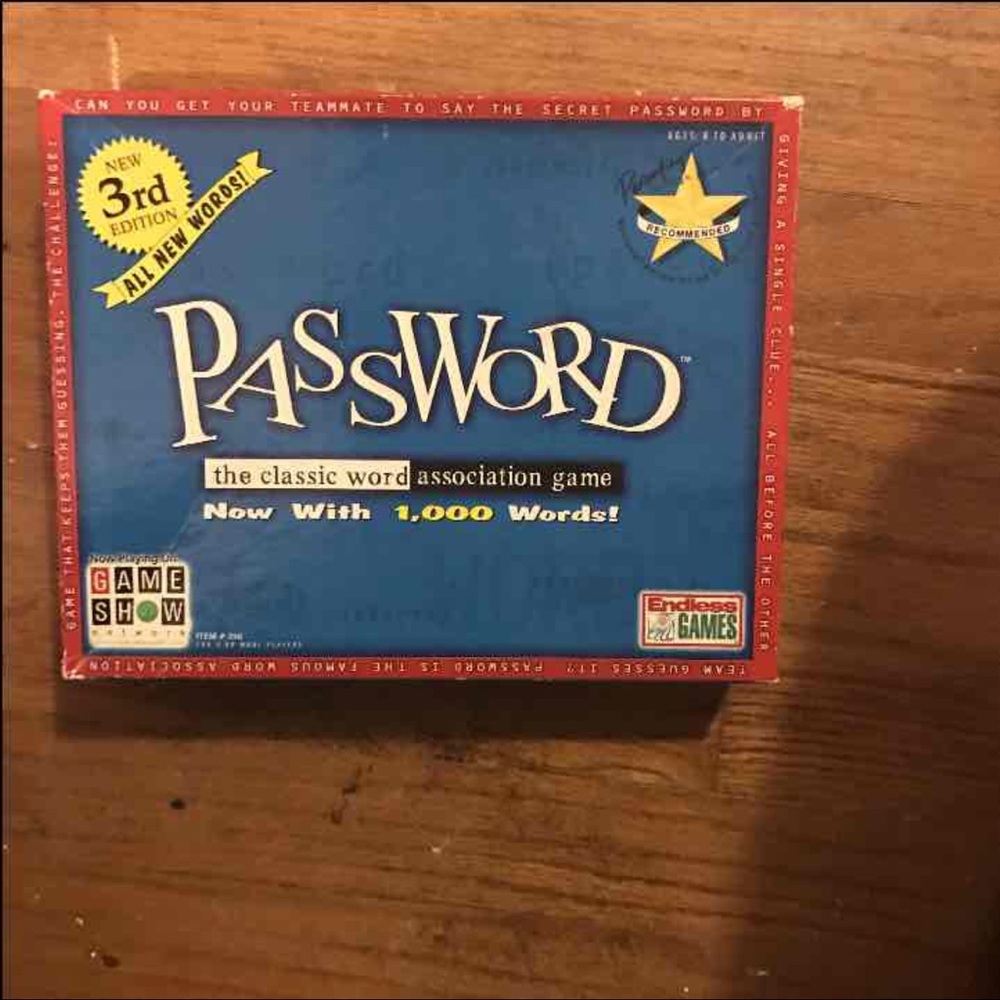 CAN YOU GET YOUR TEAMMATE TO SAY THE SECRET PASSWORD BY
GIVING A SINGLE CLUE... ALL BEFORE THE OTHER
TEAM GUESSES IT? PASSWORD IS THE FAMOUS WORD ASSOCIATION
GAME THAT KEEPS THEM GUESSING. THE CHALLENGE:
AGES 8 TO ADULT
NEW
3rd
EDITION
ALL NEW WORDS!
RECOMMENDED
PASSWORD™
the classic word association game
Now With 1,000 Words!
Now Playing On
GAME
SHOW
network
ITEM #
Endless
GAMES